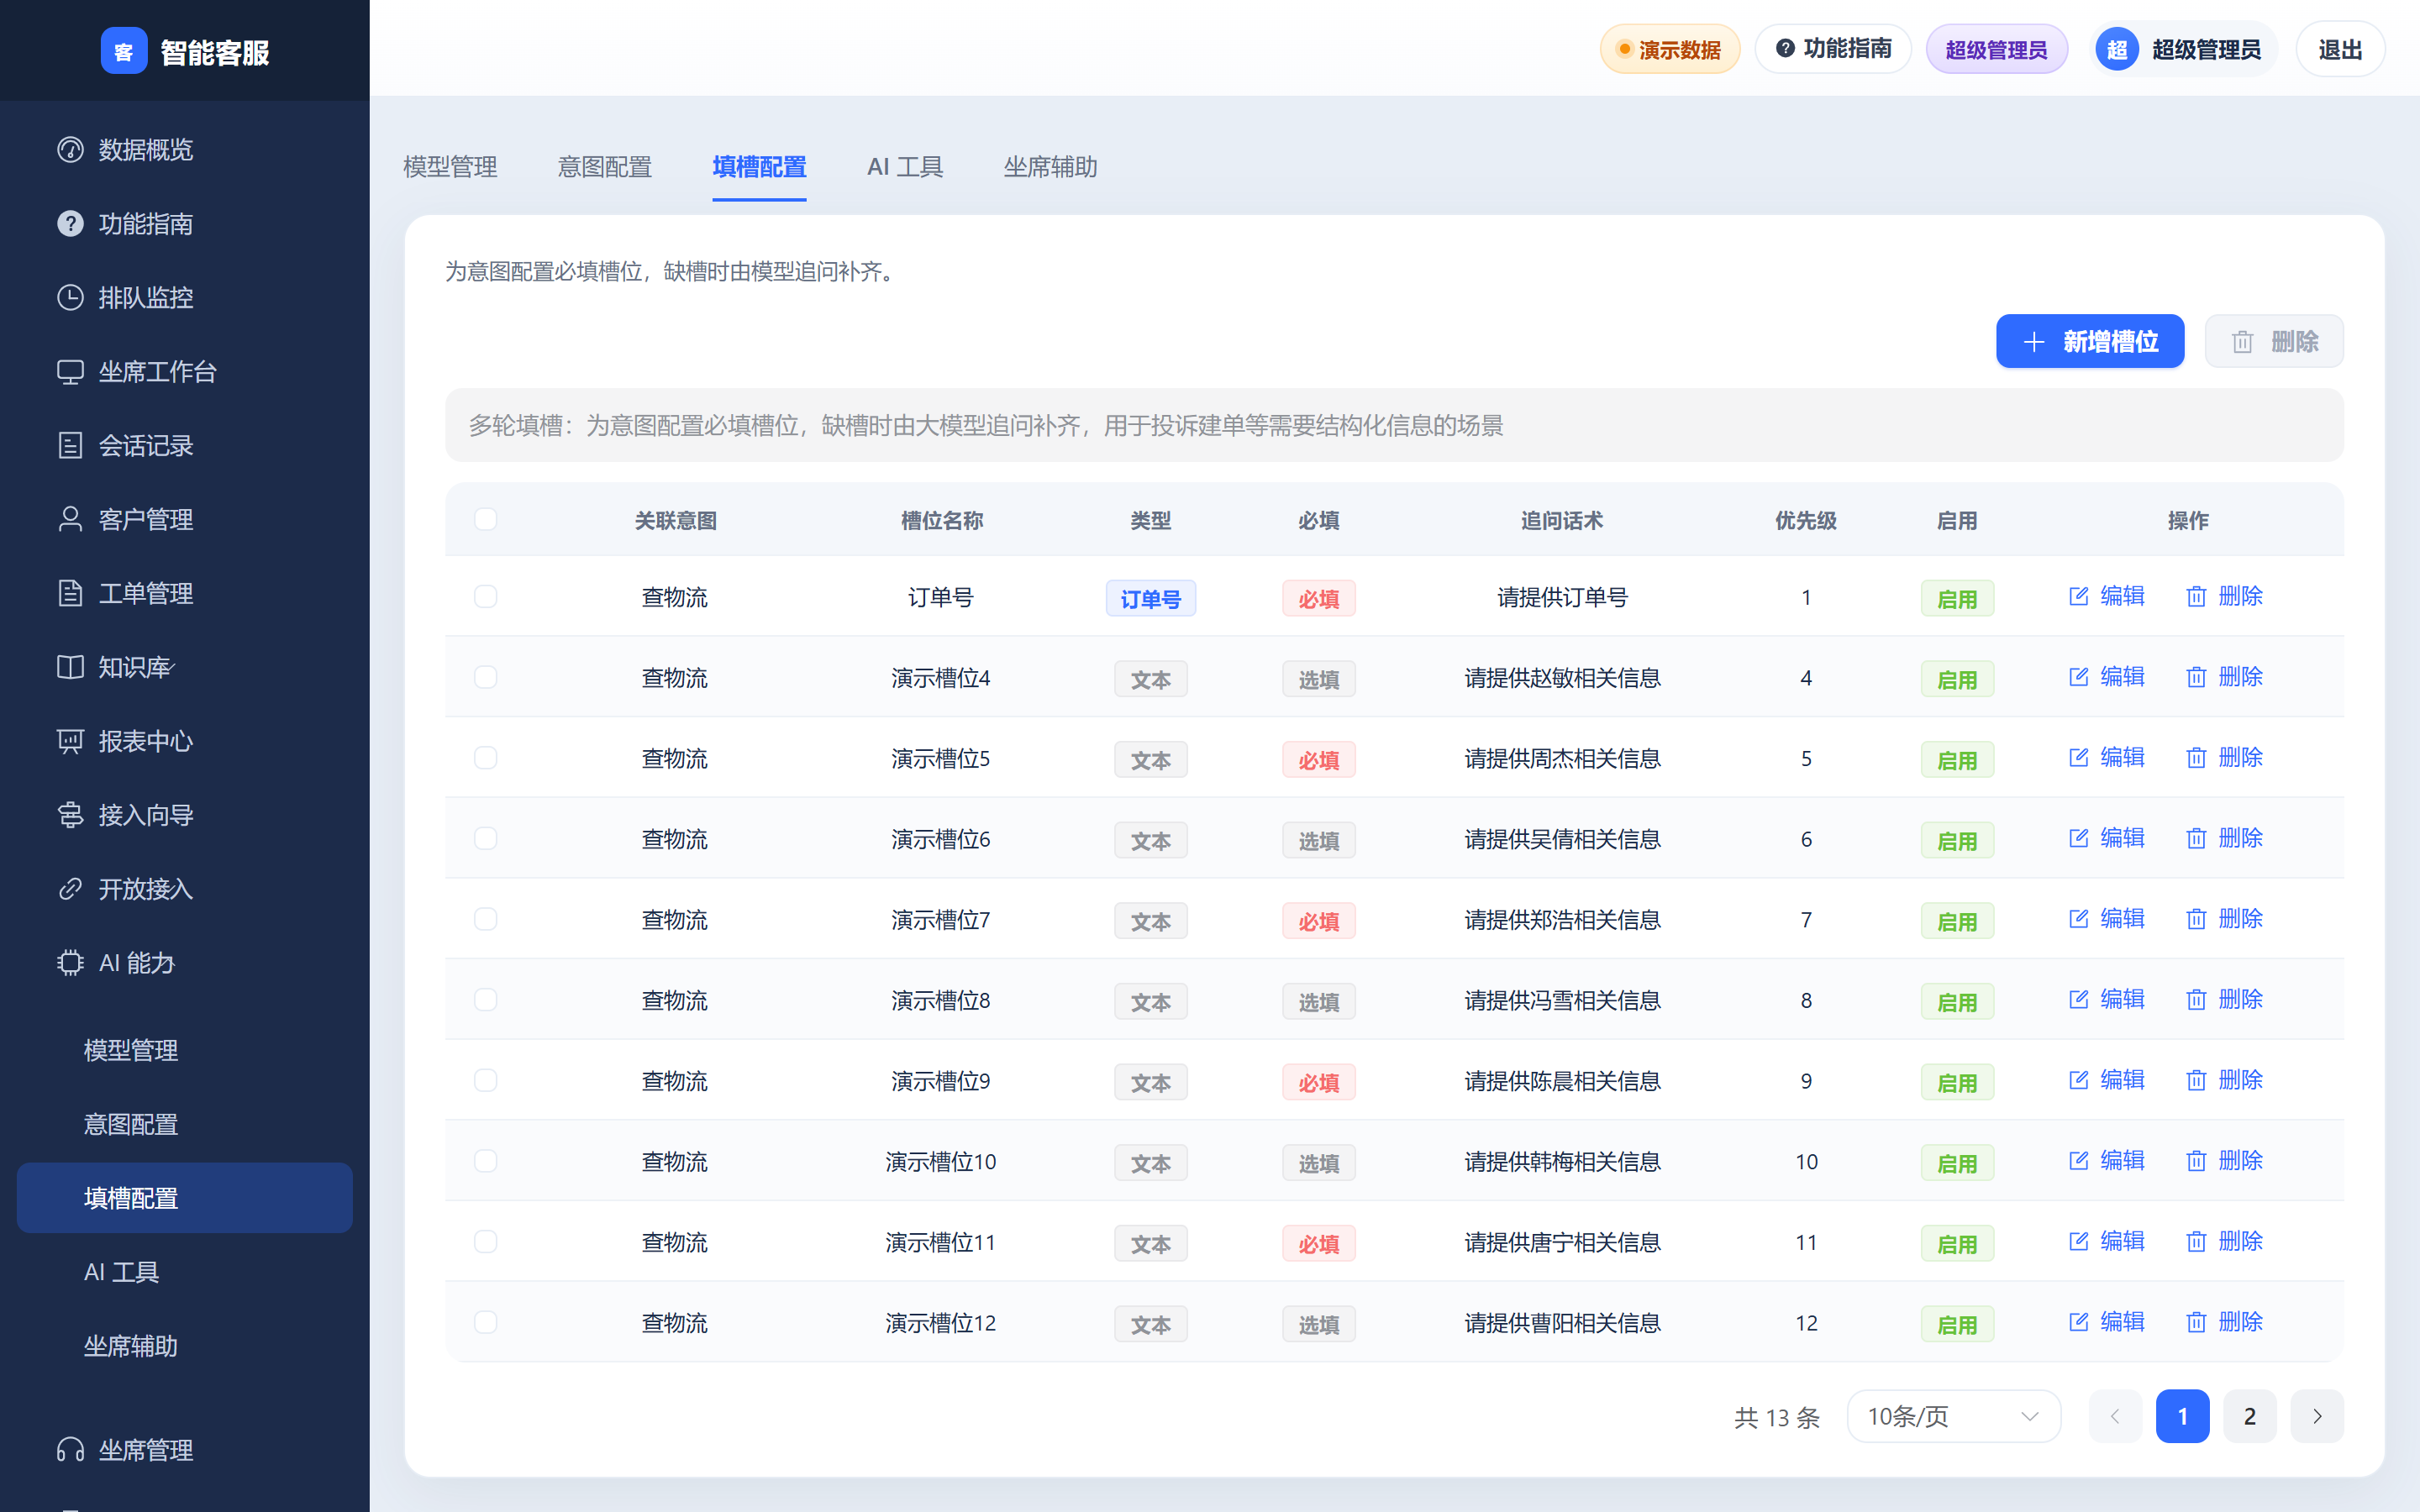 客 智能客服
演示数据 功能指南 超级管理员 超 超级管理员 退出
数据概览
功能指南
排队监控
坐席工作台
会话记录
客户管理
工单管理
知识库
报表中心
接入向导
开放接入
AI 能力
模型管理
意图配置
填槽配置
AI 工具
坐席辅助
坐席管理
模型管理 意图配置 填槽配置 AI 工具 坐席辅助
为意图配置必填槽位，缺槽时由模型追问补齐。
新增槽位 删除
多轮填槽：为意图配置必填槽位，缺槽时由大模型追问补齐，用于投诉建单等需要结构化信息的场景
关联意图 槽位名称 类型 必填 追问话术 优先级 启用 操作
查物流 订单号 订单号 必填 请提供订单号 1 启用 编辑 删除
查物流 演示槽位4 文本 选填 请提供赵敏相关信息 4 启用 编辑 删除
查物流 演示槽位5 文本 必填 请提供周杰相关信息 5 启用 编辑 删除
查物流 演示槽位6 文本 选填 请提供吴倩相关信息 6 启用 编辑 删除
查物流 演示槽位7 文本 必填 请提供郑浩相关信息 7 启用 编辑 删除
查物流 演示槽位8 文本 选填 请提供冯雪相关信息 8 启用 编辑 删除
查物流 演示槽位9 文本 必填 请提供陈晨相关信息 9 启用 编辑 删除
查物流 演示槽位10 文本 选填 请提供韩梅相关信息 10 启用 编辑 删除
查物流 演示槽位11 文本 必填 请提供唐宁相关信息 11 启用 编辑 删除
查物流 演示槽位12 文本 选填 请提供曹阳相关信息 12 启用 编辑 删除
共 13 条 10条/页 1 2